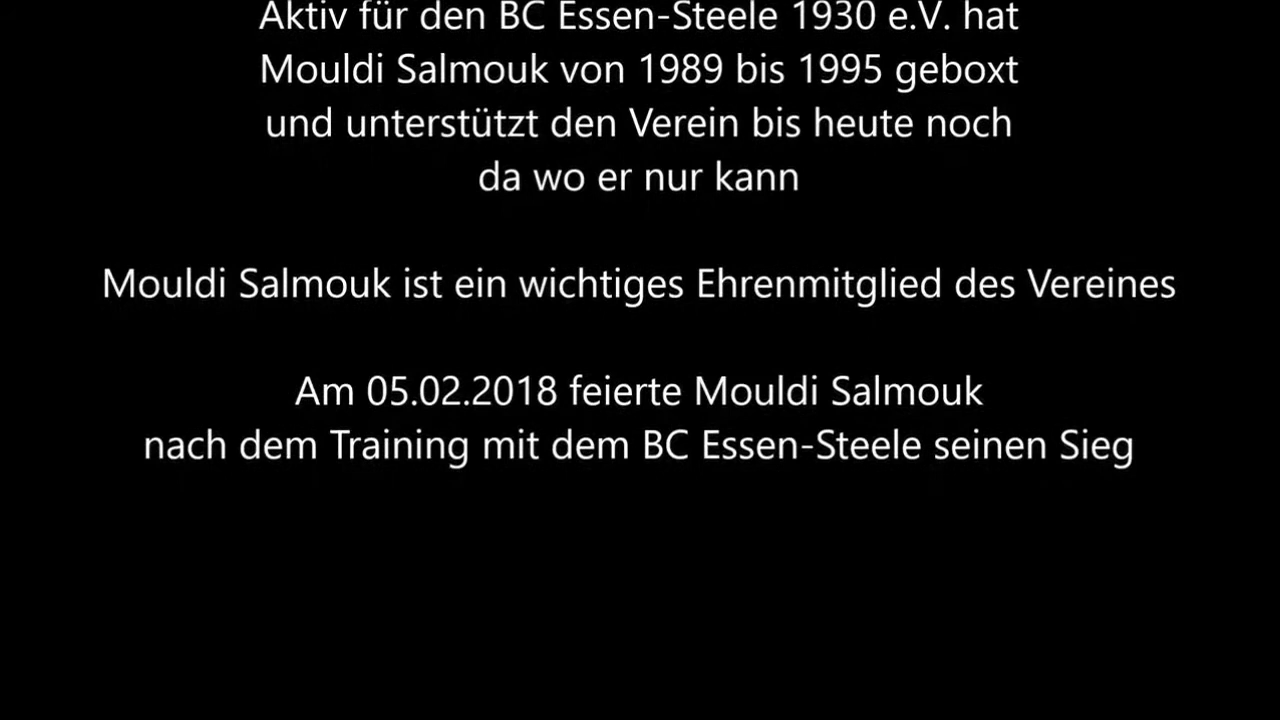 Aktiv für den BC Essen-Steele 1930 e.V. hat
Mouldi Salmouk von 1989 bis 1995 geboxt
und unterstützt den Verein bis heute noch
da wo er nur kann
Mouldi Salmouk ist ein wichtiges Ehrenmitglied des Vereines
Am 05.02.2018 feierte Mouldi Salmouk
nach dem Training mit dem BC Essen-Steele seinen Sieg